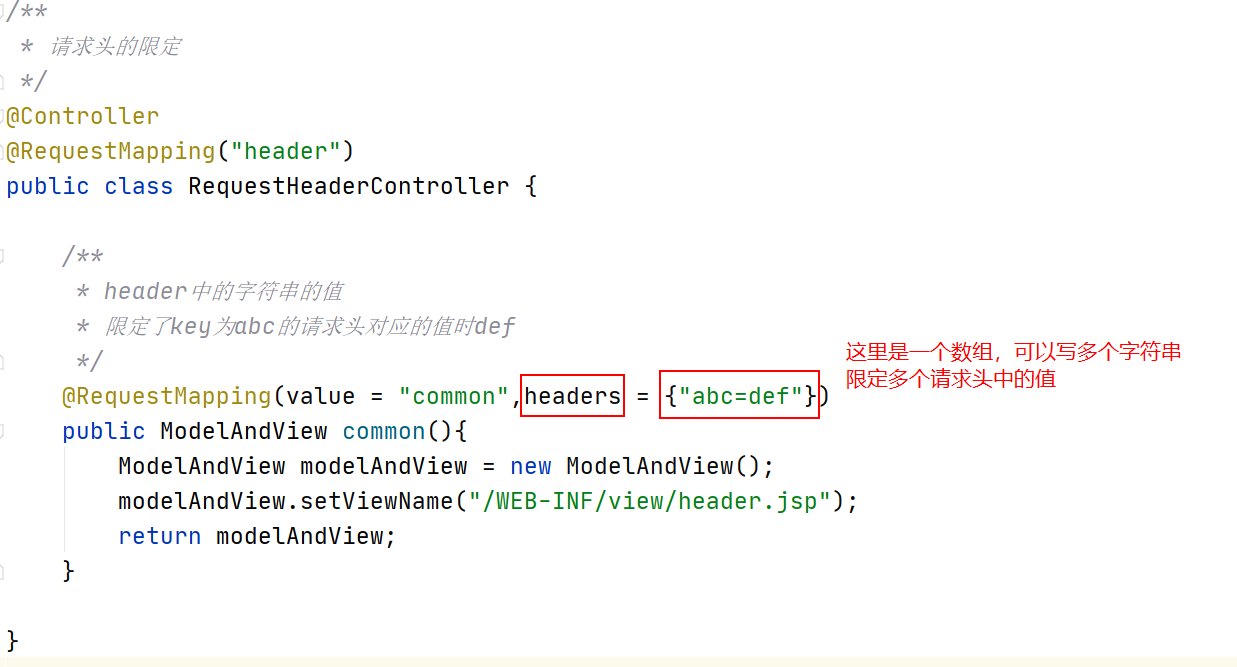 /**
 * 请求头的限定
 */
@Controller
@RequestMapping("header")
public class RequestHeaderController {
    /**
     * header中的字符串的值
     * 限定了key为abc的请求头对应的值时def
     */
    @RequestMapping(value = "common",headers = {"abc=def"})
    public ModelAndView common(){
        ModelAndView modelAndView = new ModelAndView();
        modelAndView.setViewName("/WEB-INF/view/header.jsp");
        return modelAndView;
    }
}
这里是一个数组，可以写多个字符串
限定多个请求头中的值